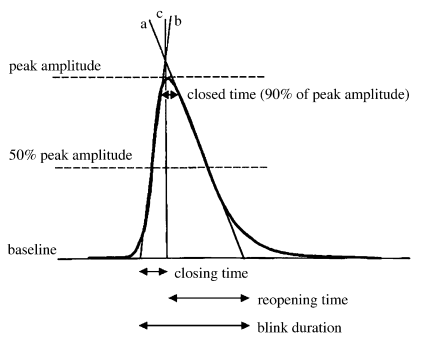 c
a
b
peak amplitude
closed time (90% of peak amplitude)
50% peak amplitude
baseline
closing time
reopening time
blink duration